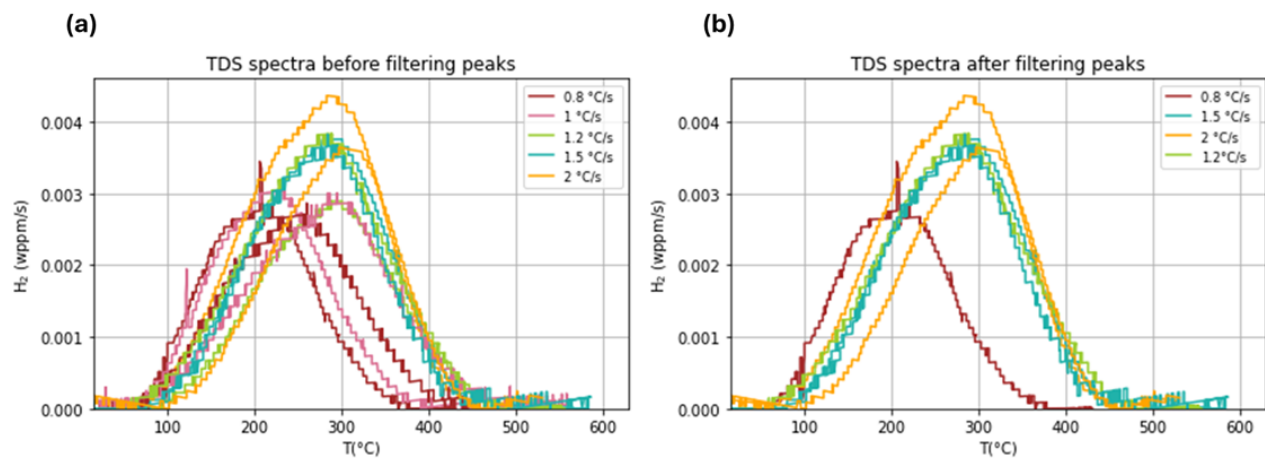 (a)
TDS spectra before filtering peaks
0.8 °C/s
1 °C/s
1.2 °C/s
1.5 °C/s
2 °C/s
0.004
0.003
0.002
0.001
0.000
H₂ (wppm/s)
100 200 300 400 500 600
T(°C)
(b)
TDS spectra after filtering peaks
0.8 °C/s
1.5 °C/s
2 °C/s
1.2°C/s
0.004
0.003
0.002
0.001
0.000
H₂ (wppm/s)
100 200 300 400 500 600
T(°C)